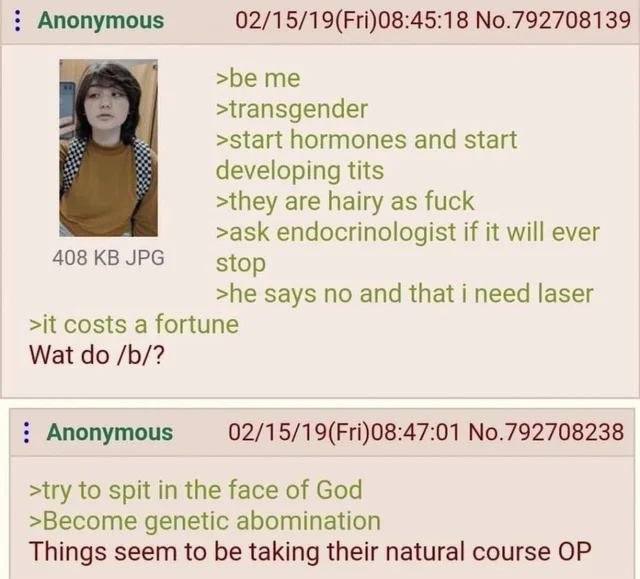 Anonymous 02/15/19(Fri)08:45:18 No.792708139
>be me
>transgender
>start hormones and start
developing tits
>they are hairy as fuck
>ask endocrinologist if it will ever
stop
>he says no and that i need laser
408 KB JPG
>it costs a fortune
Wat do /b/?
Anonymous 02/15/19(Fri)08:47:01 No.792708238
>try to spit in the face of God
>Become genetic abomination
Things seem to be taking their natural course OP